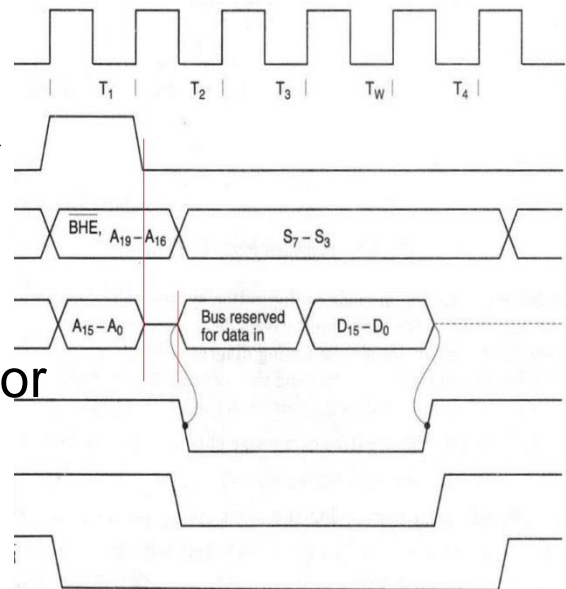 T1 T2 T3 TW T4
BHE, A19 – A16 S7 – S3
A15 – A0 Bus reserved for data in D15 – D0
or